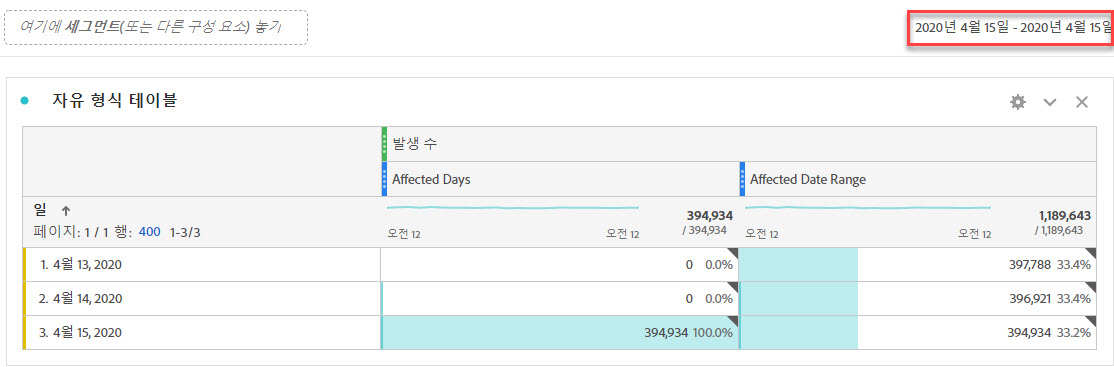 여기에 세그먼트(또는 다른 구성 요소) 놓기
2020년 4월 15일 - 2020년 4월 15일
자유 형식 테이블
발생 수
Affected Days Affected Date Range
일 ↑
페이지: 1 / 1 행: 400 1-3/3
394,934
/ 394,934
오전 12 오전 12
1,189,643
/ 1,189,643
오전 12 오전 12
1. 4월 13, 2020 0 0.0% 397,788 33.4%
2. 4월 14, 2020 0 0.0% 396,921 33.4%
3. 4월 15, 2020 394,934 100.0% 394,934 33.2%